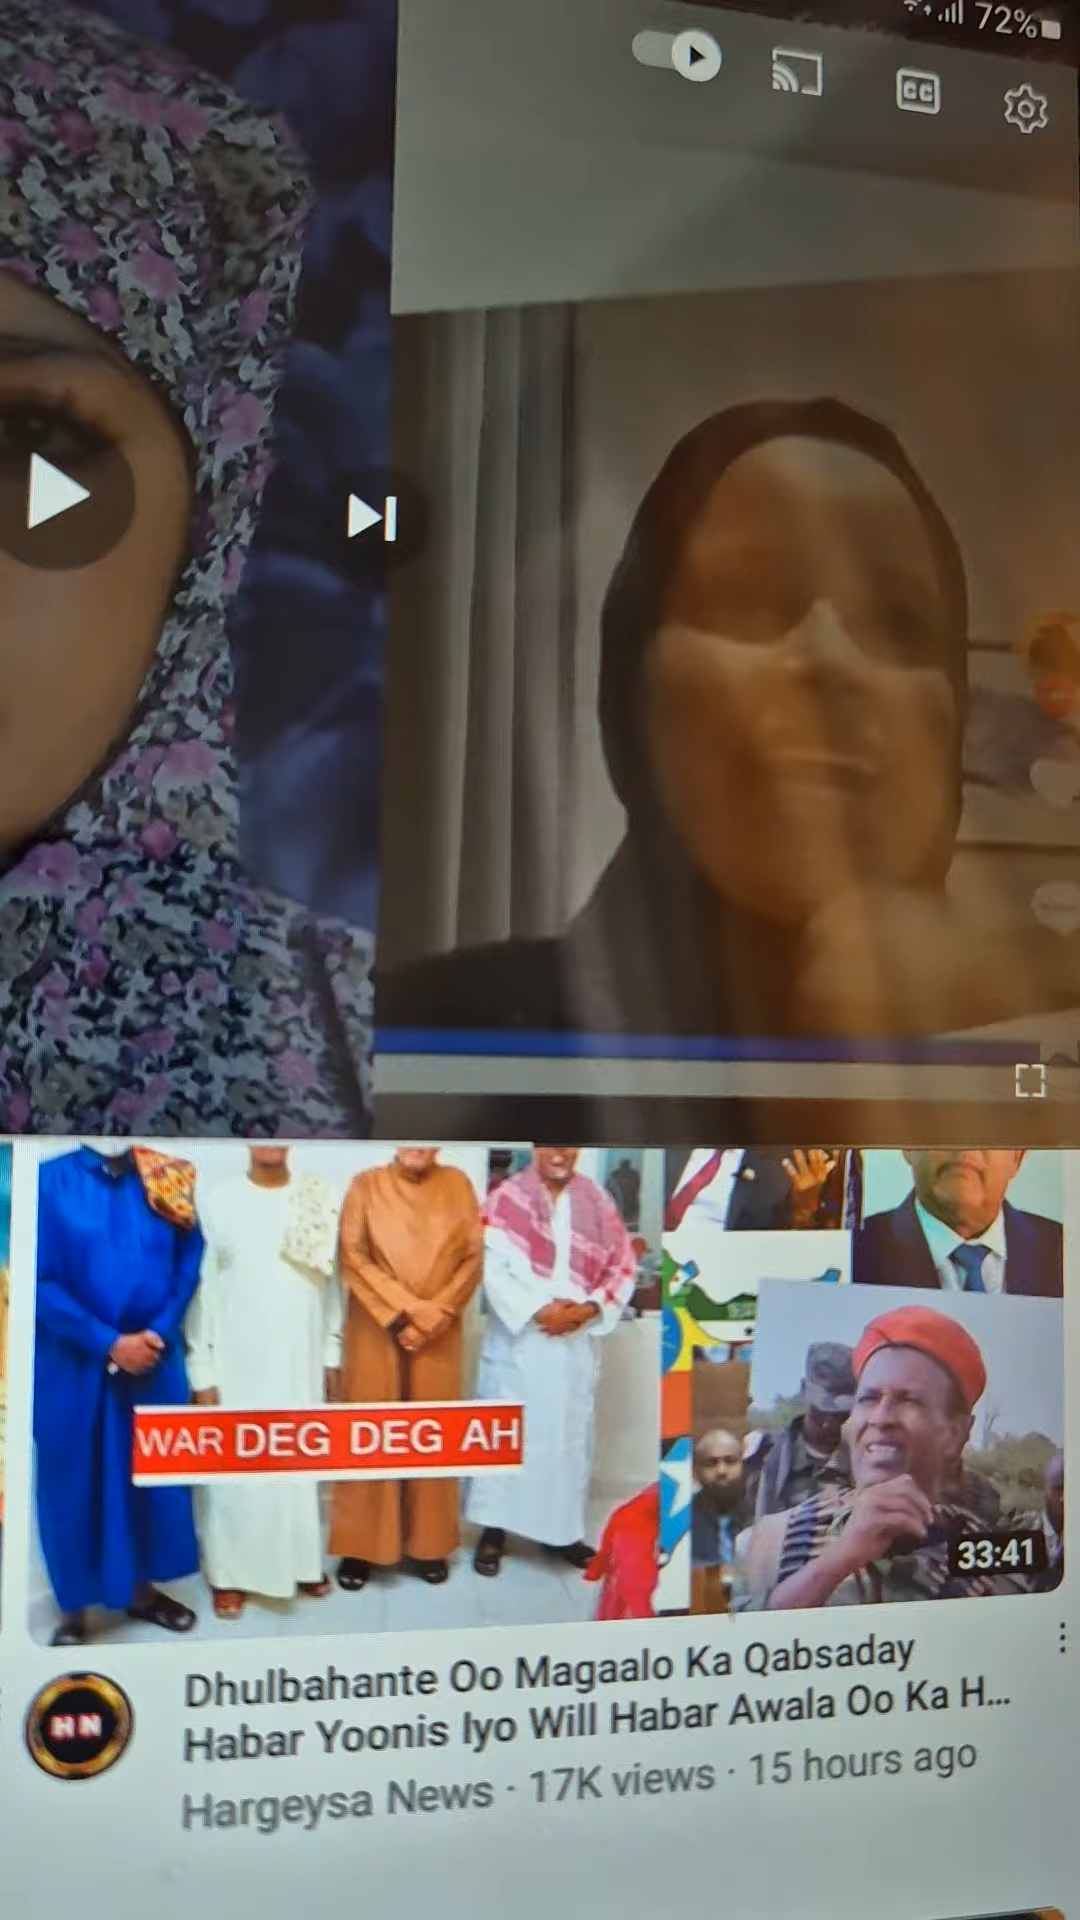 72%
CC
WAR DEG DEG AH
33:41
HN
Dhulbahante Oo Magaalo Ka Qabsaday
Habar Yoonis Iyo Will Habar Awala Oo Ka H...
Hargeysa News · 17K views · 15 hours ago